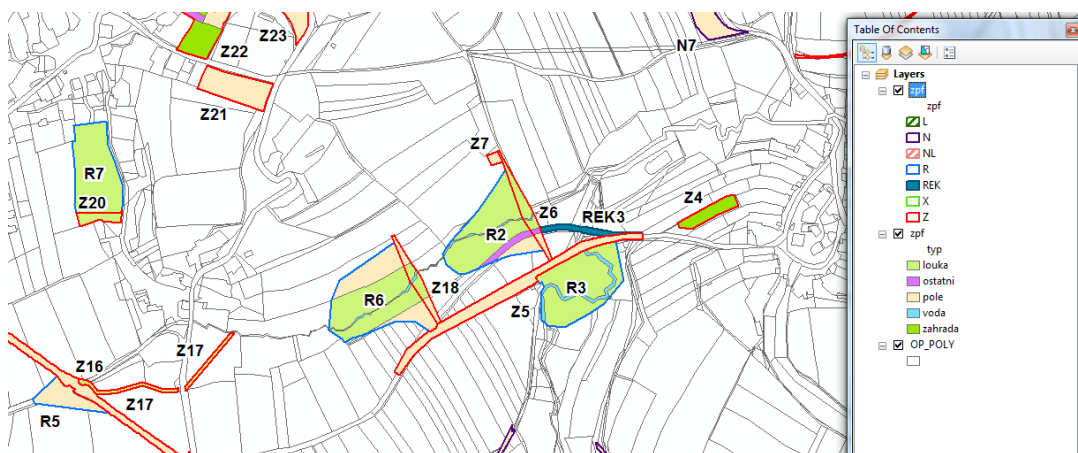 Z22
Z23
N7
Z21
R7
Z20
Z7
Z6
REK3
Z4
R2
R6
Z18
R3
Z5
Z16
Z17
Z17
R5
Table Of Contents
Layers
zpf
zpf
L
N
NL
R
REK
X
Z
zpf
typ
louka
ostatni
pole
voda
zahrada
OP_POLY